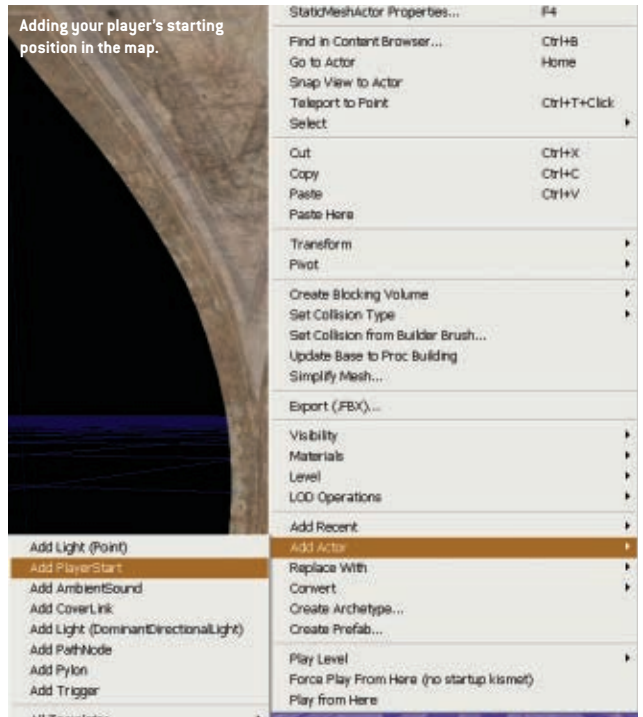 Adding your player's starting
position in the map.
StaticMeshActor Properties... F4
Find in Content Browser... Ctrl+B
Go to Actor Home
Snap View to Actor
Teleport to Point Ctrl+T+Click
Select
Cut Ctrl+X
Copy Ctrl+C
Paste Ctrl+V
Paste Here
Transform
Pivot
Create Blocking Volume
Set Collision Type
Set Collision from Builder Brush...
Update Base to Proc Building
Simplify Mesh...
Export (.FBX)...
Visibility
Materials
Level
LOD Operations
Add Recent
Add Actor
Replace With
Convert
Create Archetype...
Create Prefab...
Play Level
Force Play From Here (no startup kismet)
Play from Here
Add Light (Point)
Add PlayerStart
Add AmbientSound
Add CoverLink
Add Light (DominantDirectionalLight)
Add PathNode
Add Pylon
Add Trigger